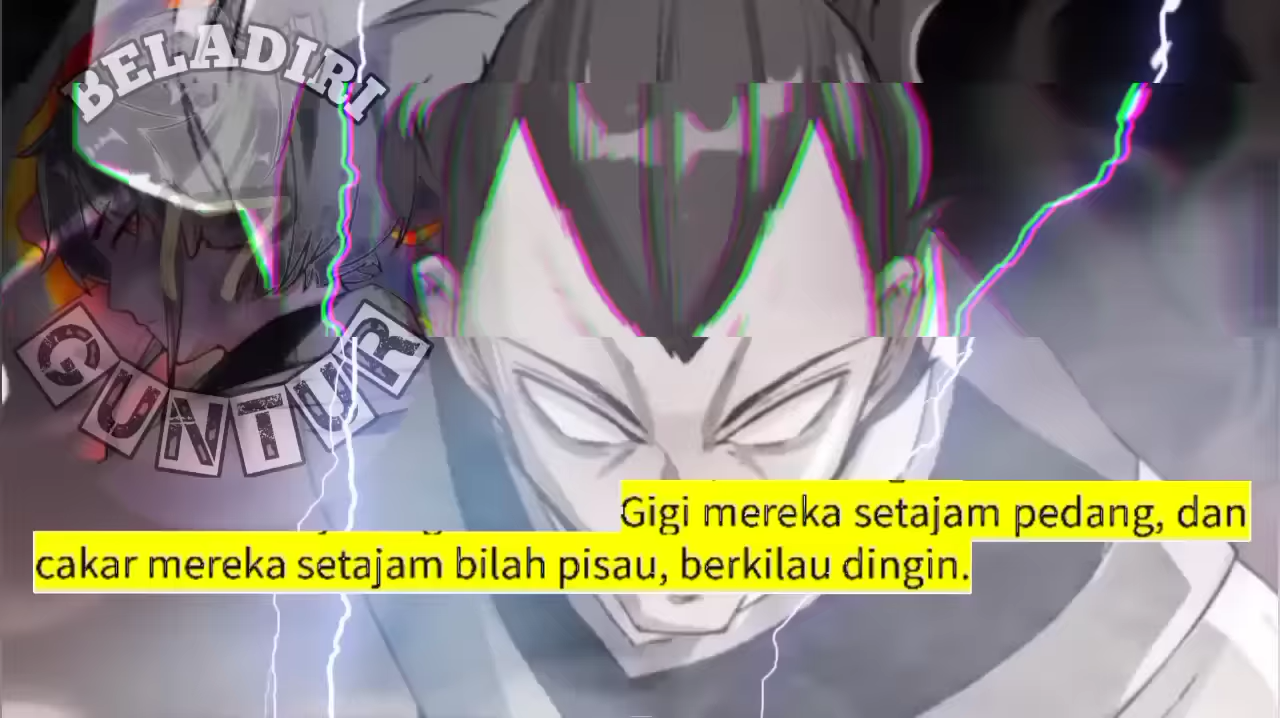 BELADIRI
GUNTUR
Gigi mereka setajam pedang, dan
cakar mereka setajam bilah pisau, berkilau dingin.